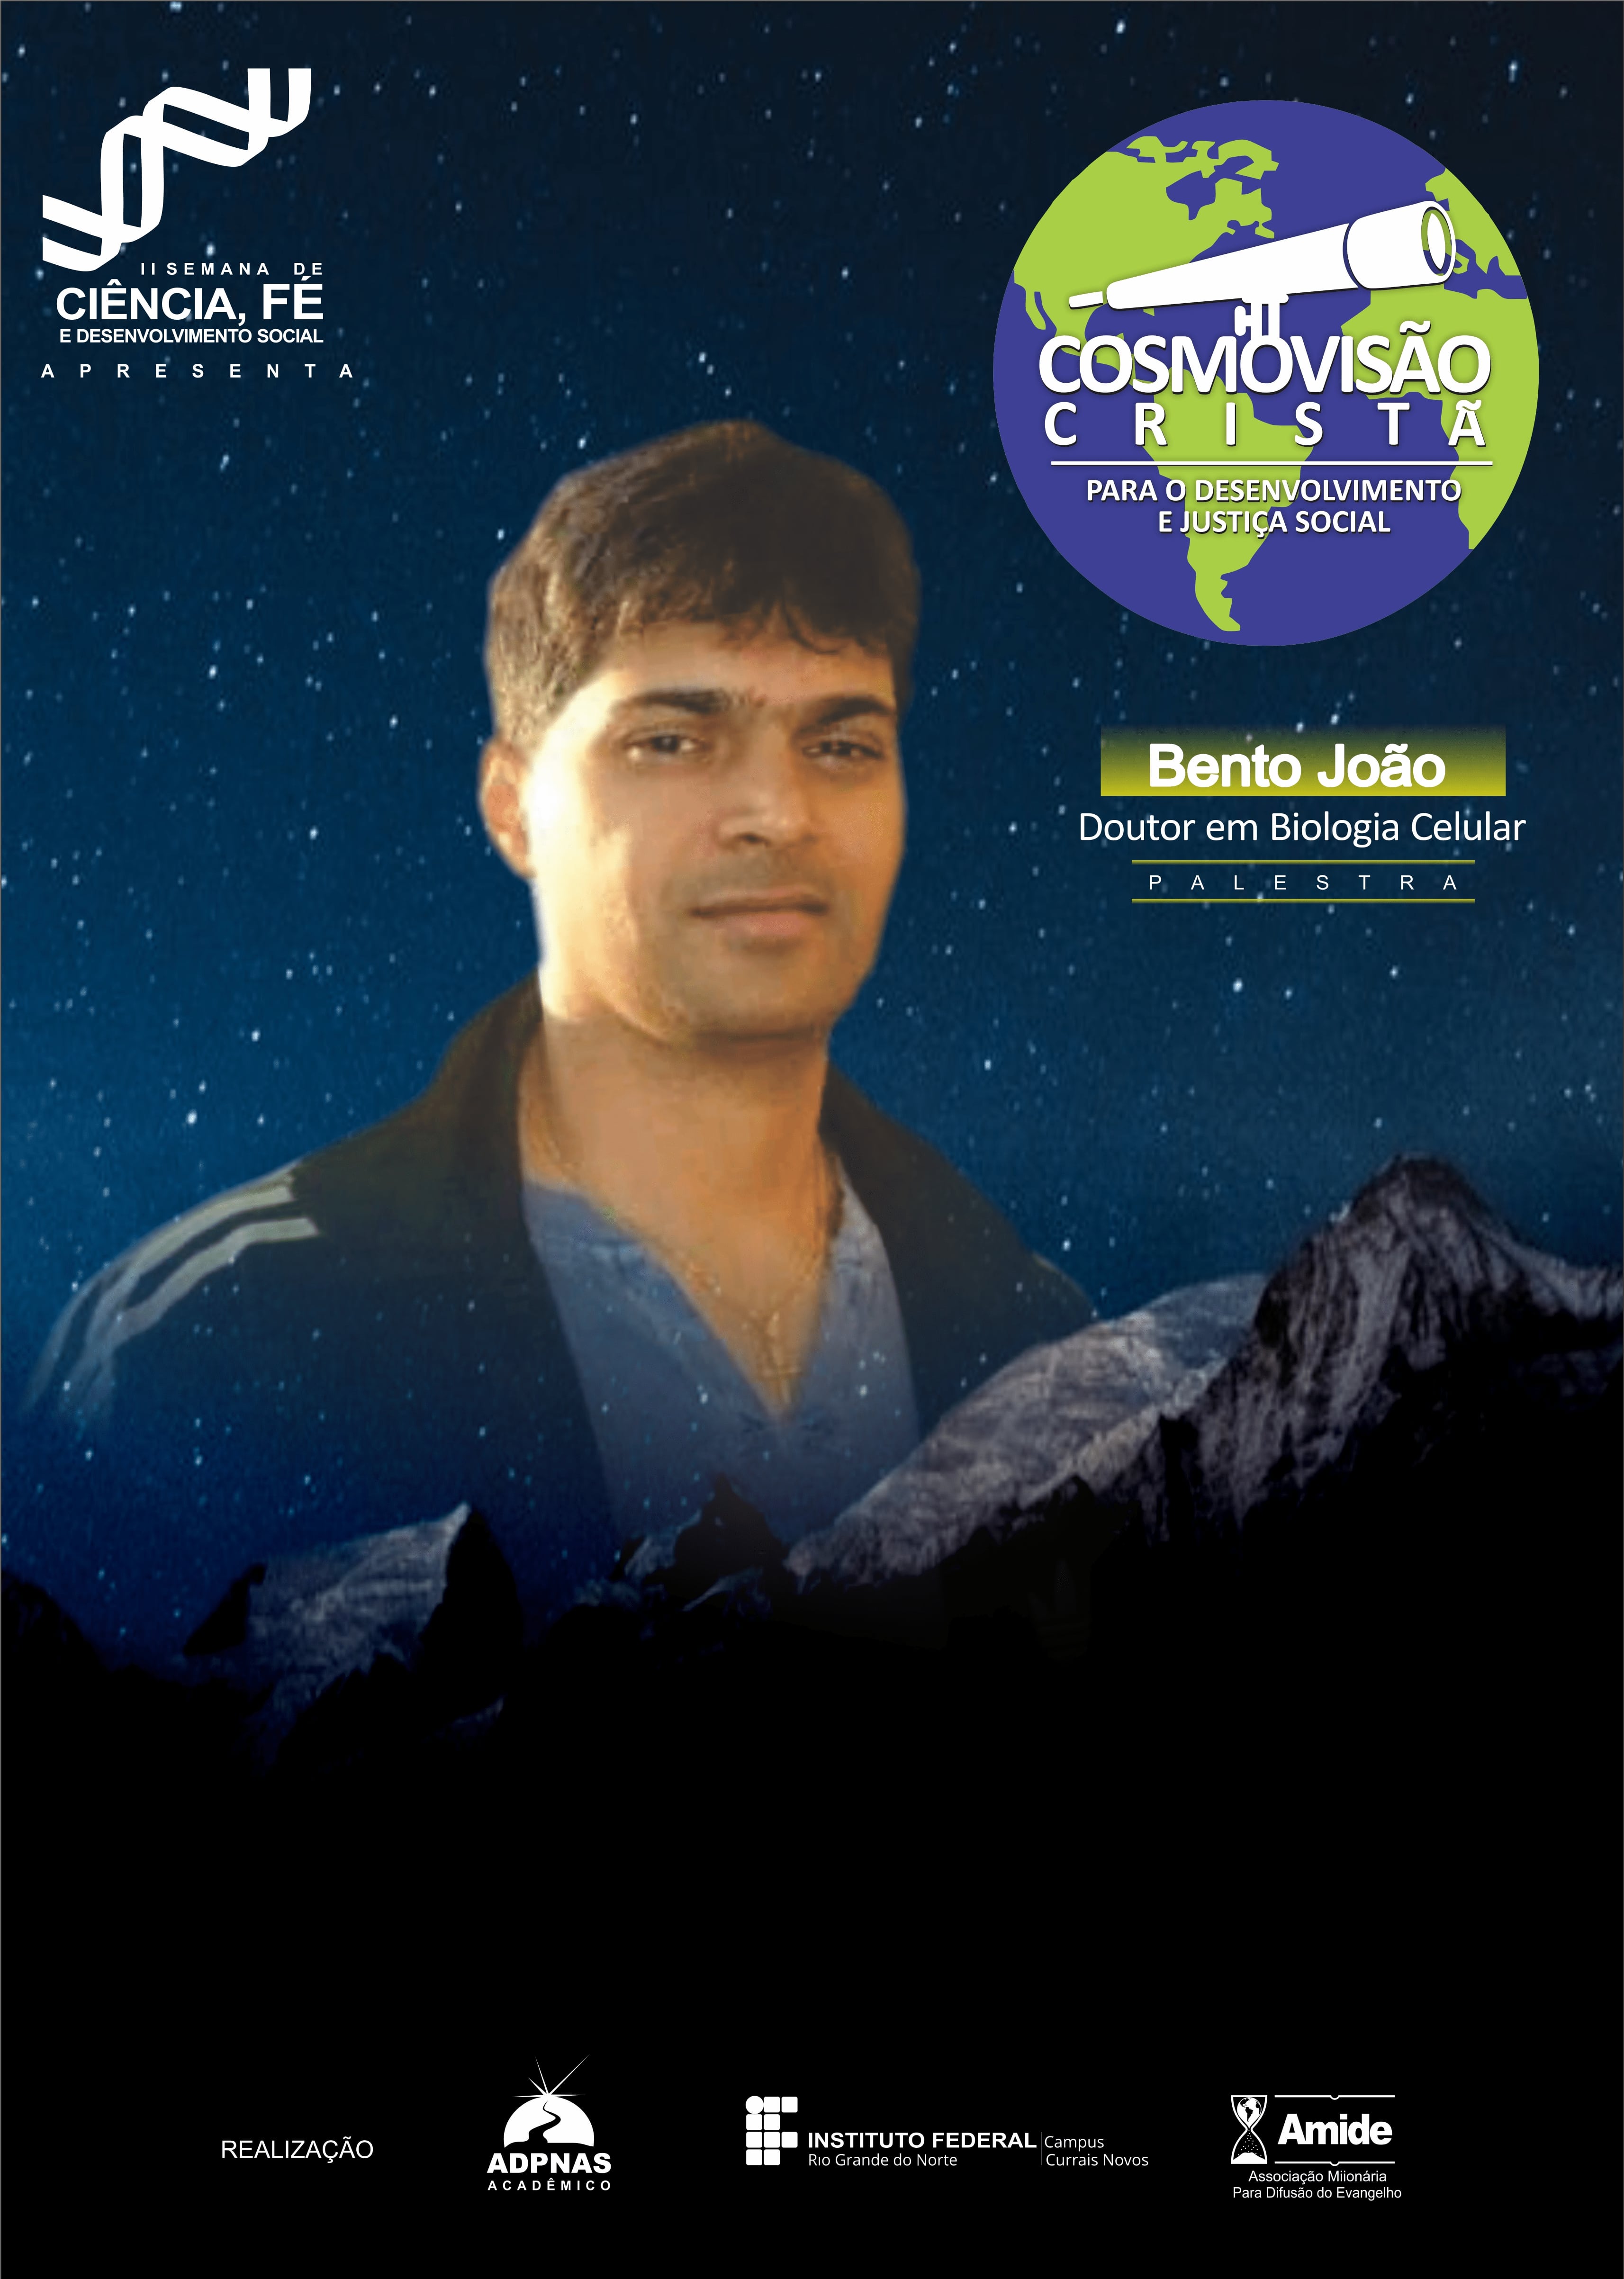 II SEMANA DE
CIÊNCIA, FÉ
E DESENVOLVIMENTO SOCIAL
APRESENTA
COSMOVISÃO
CRISTÃ
PARA O DESENVOLVIMENTO
E JUSTIÇA SOCIAL
Bento João
Doutor em Biologia Celular
PALESTRA
REALIZAÇÃO
ADPNAS
ACADÊMICO
INSTITUTO FEDERAL
Rio Grande do Norte
Campus
Currais Novos
Amide
Associação Miionária
Para Difusão do Evangelho